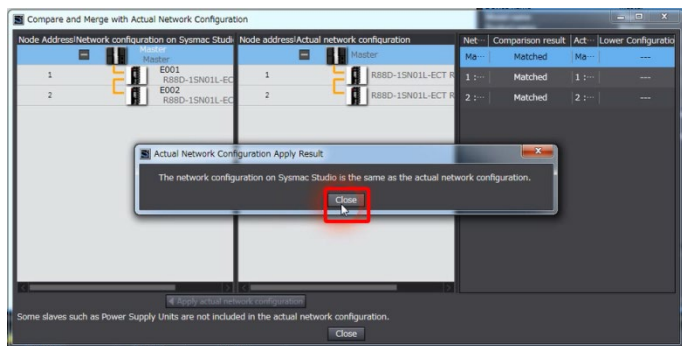 Compare and Merge with Actual Network Configuration
Node Address|Network configuration on Sysmac Studi
Node address|Actual network configuration
Net··· Comparison result Act··· Lower Configuratio
Master
Master
Master
Ma··· Matched Ma··· ---
1 E001
R88D-1SN01L-EC
1 R88D-1SN01L-ECT R
1 :··· Matched 1 :··· ---
2 E002
R88D-1SN01L-EC
2 R88D-1SN01L-ECT R
2 :··· Matched 2 :··· ---
Actual Network Configuration Apply Result
The network configuration on Sysmac Studio is the same as the actual network configuration.
Close
Apply actual network configuration
Some slaves such as Power Supply Units are not included in the actual network configuration.
Close